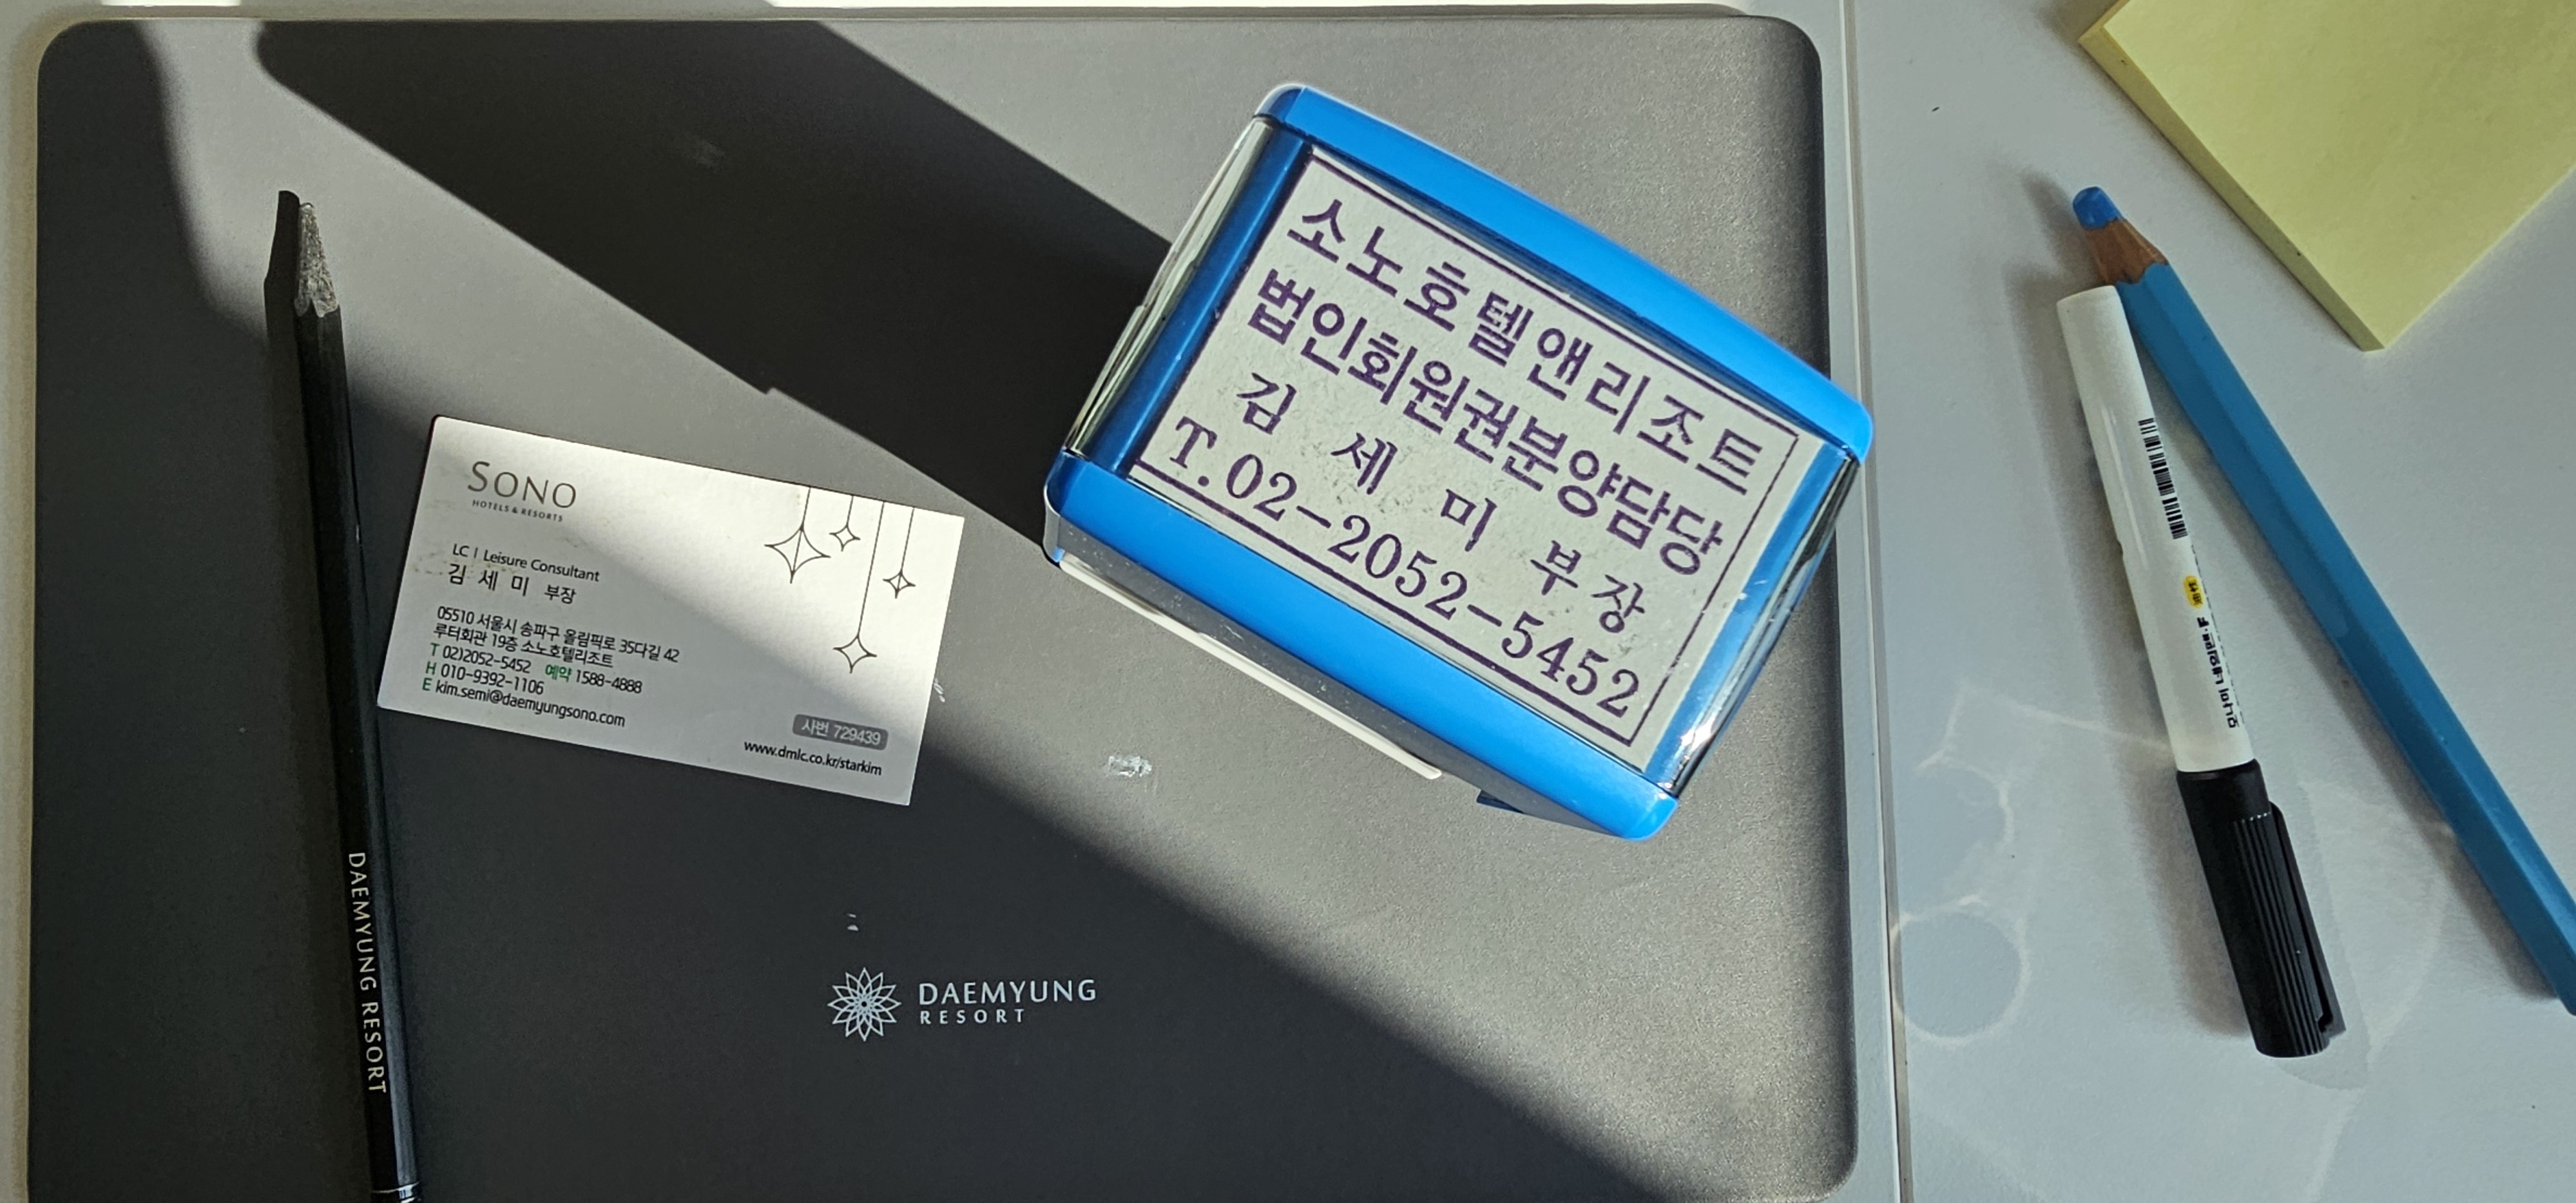 SONO
HOTELS & RESORTS
LC | Leisure Consultant
김 세 미 부장
05510 서울시 송파구 올림픽로 35다길 42
루터회관 19층 소노호텔리조트
T 02)2052-5452 예약 1588-4888
H 010-9392-1106
E kim.semi@daemyungsono.com
사번 729439
www.dmlc.co.kr/starkim
소노호텔앤리조트
법인회원권분양담당
김 세 미 부장
T.02-2052-5452
DAEMYUNG RESORT
DAEMYUNG
RESORT